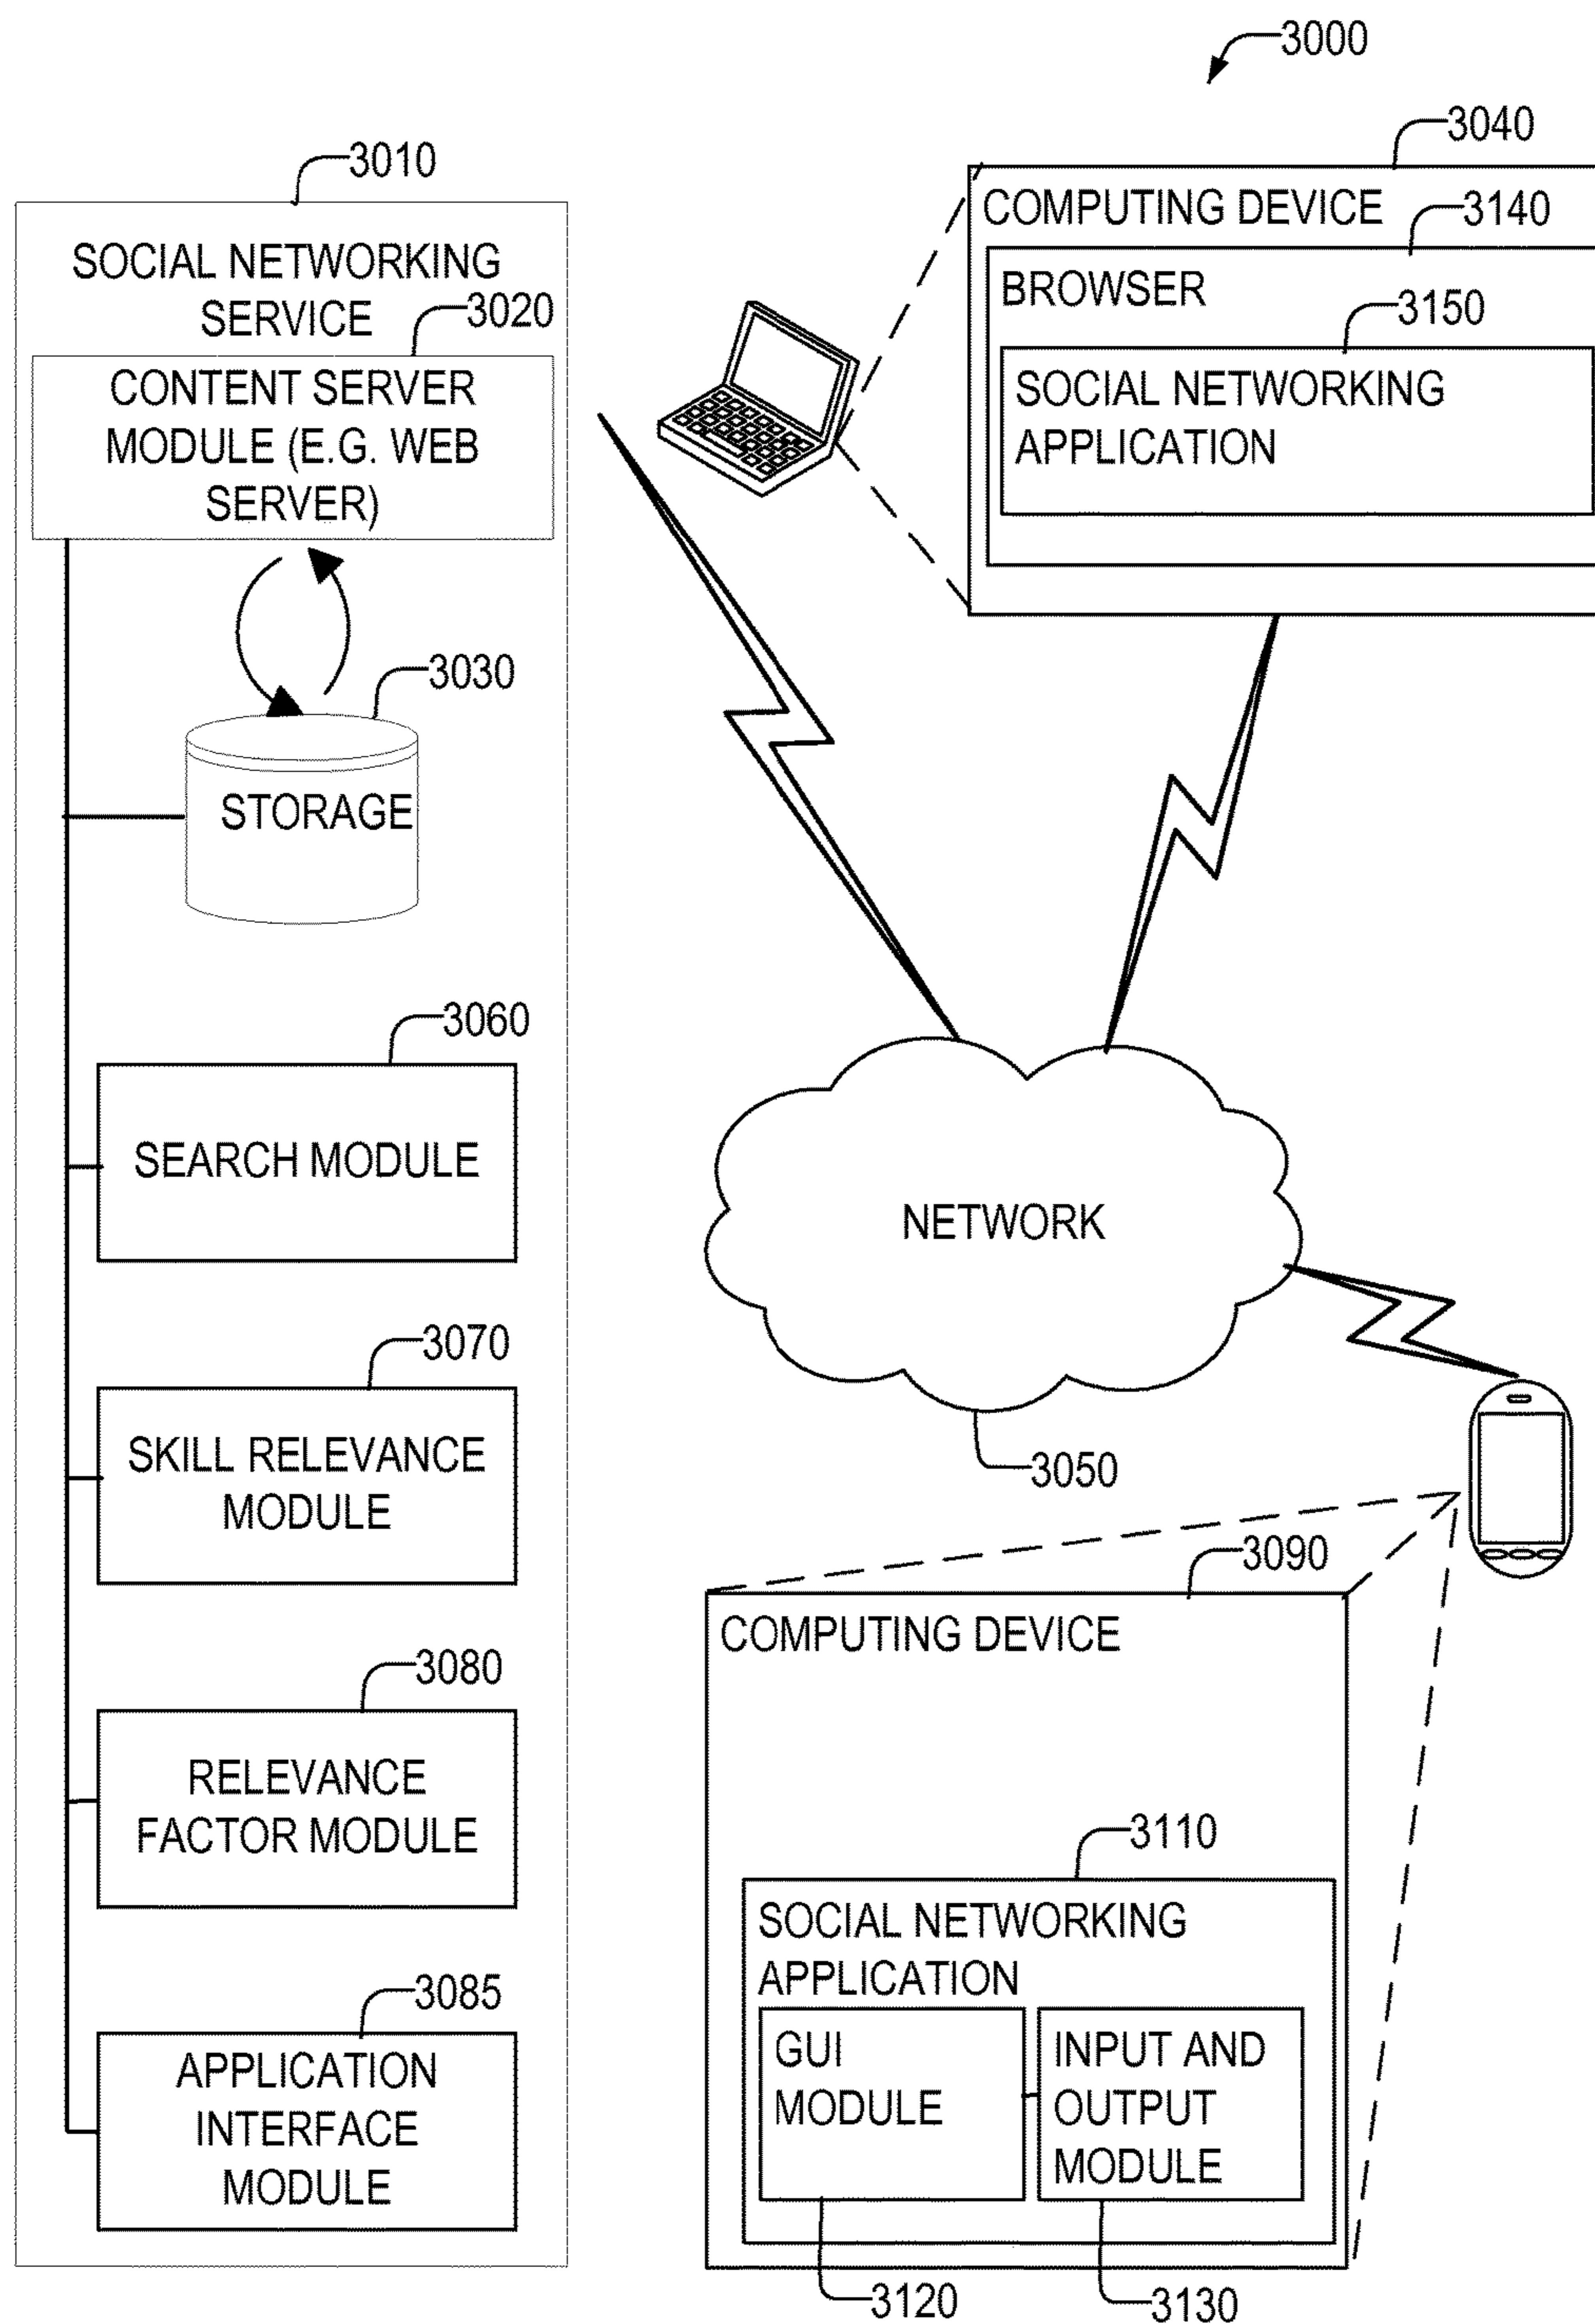 3000
3010
SOCIAL NETWORKING
SERVICE
3020
CONTENT SERVER
MODULE (E.G. WEB
SERVER)
3030
STORAGE
3060
SEARCH MODULE
3070
SKILL RELEVANCE
MODULE
3080
RELEVANCE
FACTOR MODULE
3085
APPLICATION
INTERFACE
MODULE
3040
COMPUTING DEVICE
3140
BROWSER
3150
SOCIAL NETWORKING
APPLICATION
NETWORK
3050
3090
COMPUTING DEVICE
3110
SOCIAL NETWORKING
APPLICATION
GUI
MODULE
INPUT AND
OUTPUT
MODULE
3120
3130